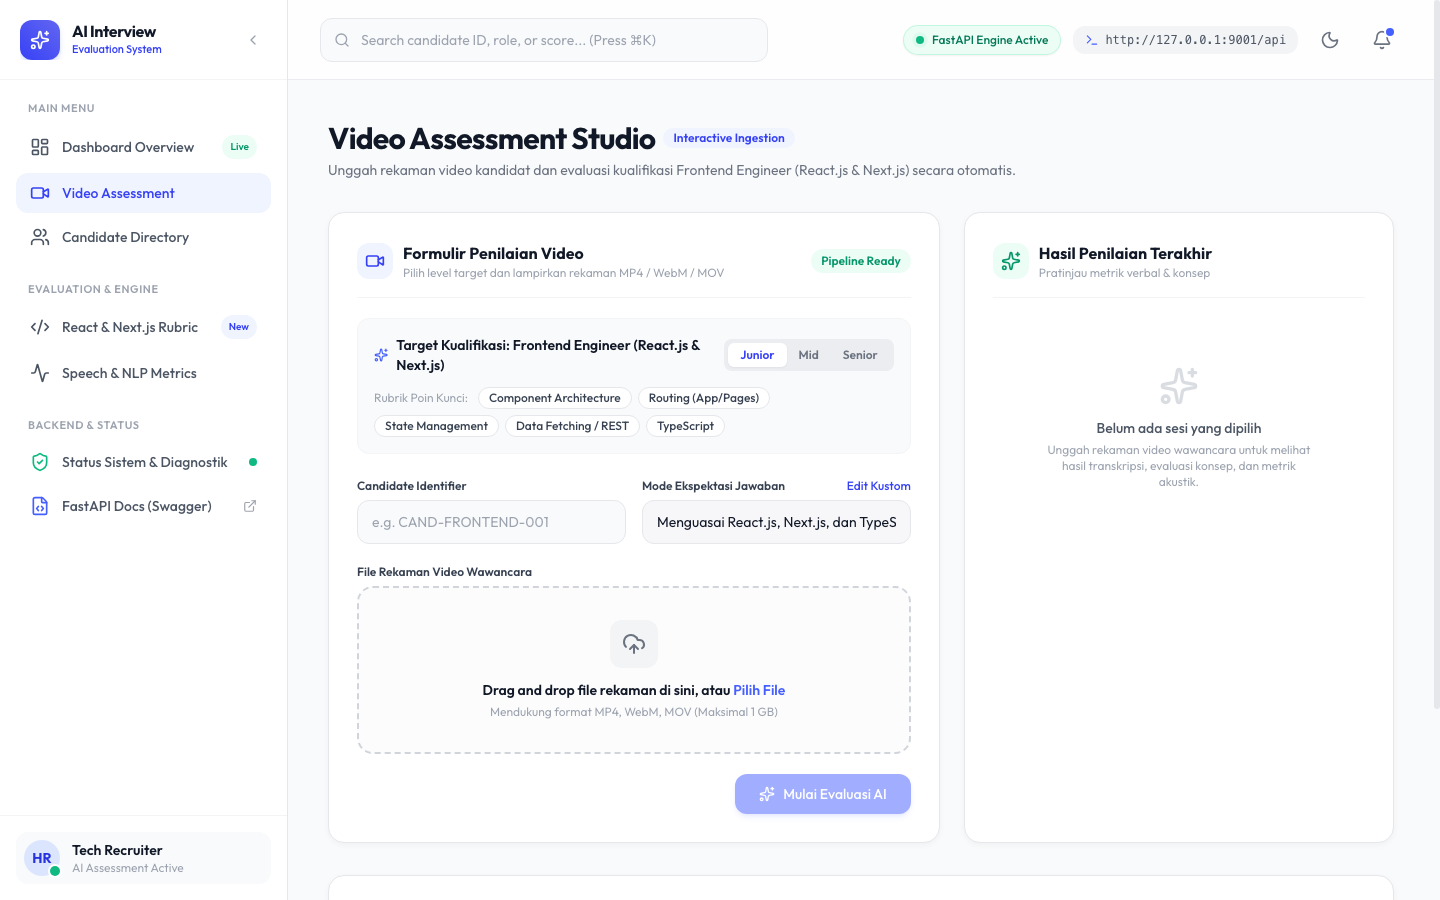 AI Interview
Evaluation System
Search candidate ID, role, or score... (Press ⌘K)
FastAPI Engine Active
http://127.0.0.1:9001/api
MAIN MENU
Dashboard Overview
Live
Video Assessment
Candidate Directory
EVALUATION & ENGINE
React & Next.js Rubric
New
Speech & NLP Metrics
BACKEND & STATUS
Status Sistem & Diagnostik
FastAPI Docs (Swagger)
HR
Tech Recruiter
AI Assessment Active
Video Assessment Studio
Interactive Ingestion
Unggah rekaman video kandidat dan evaluasi kualifikasi Frontend Engineer (React.js & Next.js) secara otomatis.
Formulir Penilaian Video
Pilih level target dan lampirkan rekaman MP4 / WebM / MOV
Pipeline Ready
Target Kualifikasi: Frontend Engineer (React.js &
Next.js)
Junior
Mid
Senior
Rubrik Poin Kunci:
Component Architecture
Routing (App/Pages)
State Management
Data Fetching / REST
TypeScript
Candidate Identifier
e.g. CAND-FRONTEND-001
Mode Ekspektasi Jawaban
Edit Kustom
Menguasai React.js, Next.js, dan TypeS
File Rekaman Video Wawancara
Drag and drop file rekaman di sini, atau Pilih File
Mendukung format MP4, WebM, MOV (Maksimal 1 GB)
Mulai Evaluasi AI
Hasil Penilaian Terakhir
Pratinjau metrik verbal & konsep
Belum ada sesi yang dipilih
Unggah rekaman video wawancara untuk melihat
hasil transkripsi, evaluasi konsep, dan metrik
akustik.